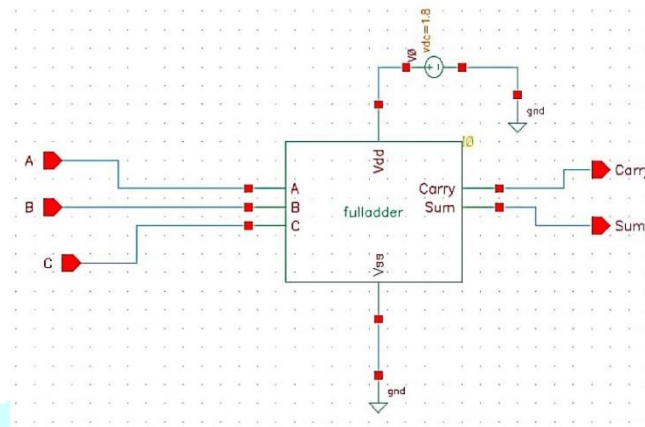 vdc=1.8
V0
gnd
I0
A
B
C
A
B
C
Vdd
fulladder
Vss
Carry
Sum
Carry
Sum
gnd